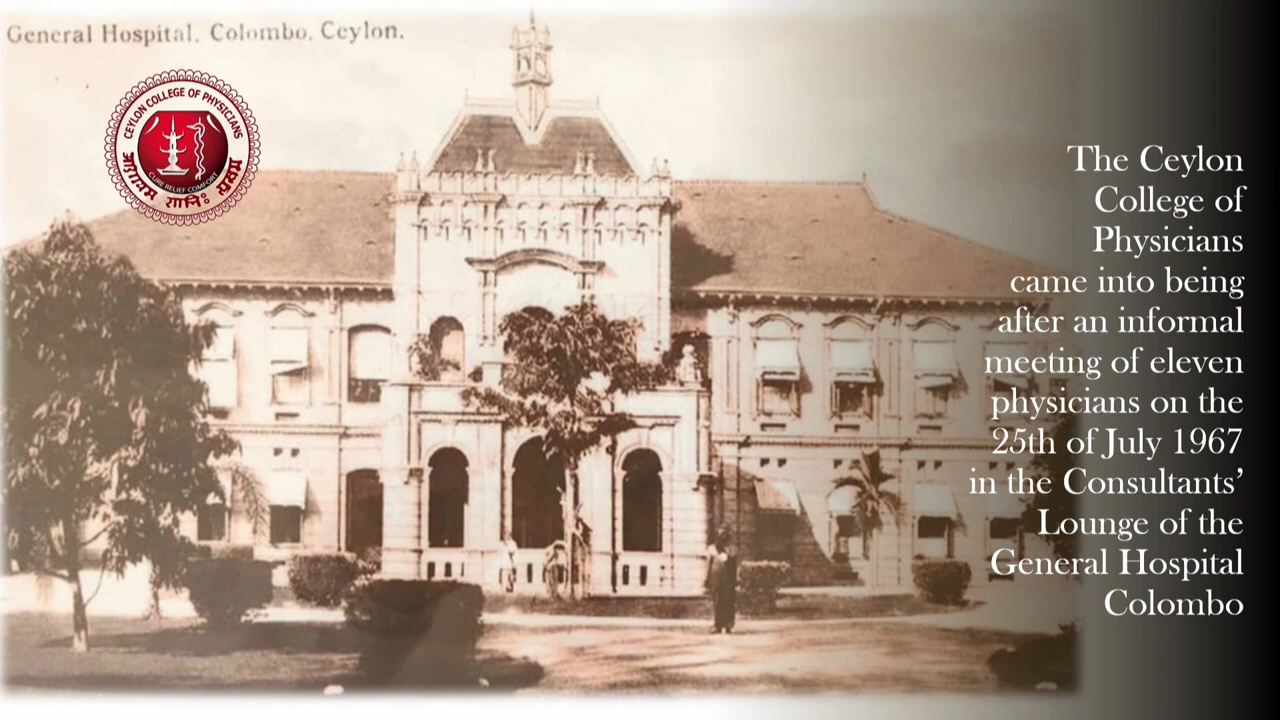 General Hospital, Colombo, Ceylon.
CEYLON COLLEGE OF PHYSICIANS
CURE RELIEF COMFORT
The Ceylon
College of
Physicians
came into being
after an informal
meeting of eleven
physicians on the
25th of July 1967
in the Consultants’
Lounge of the
General Hospital
Colombo